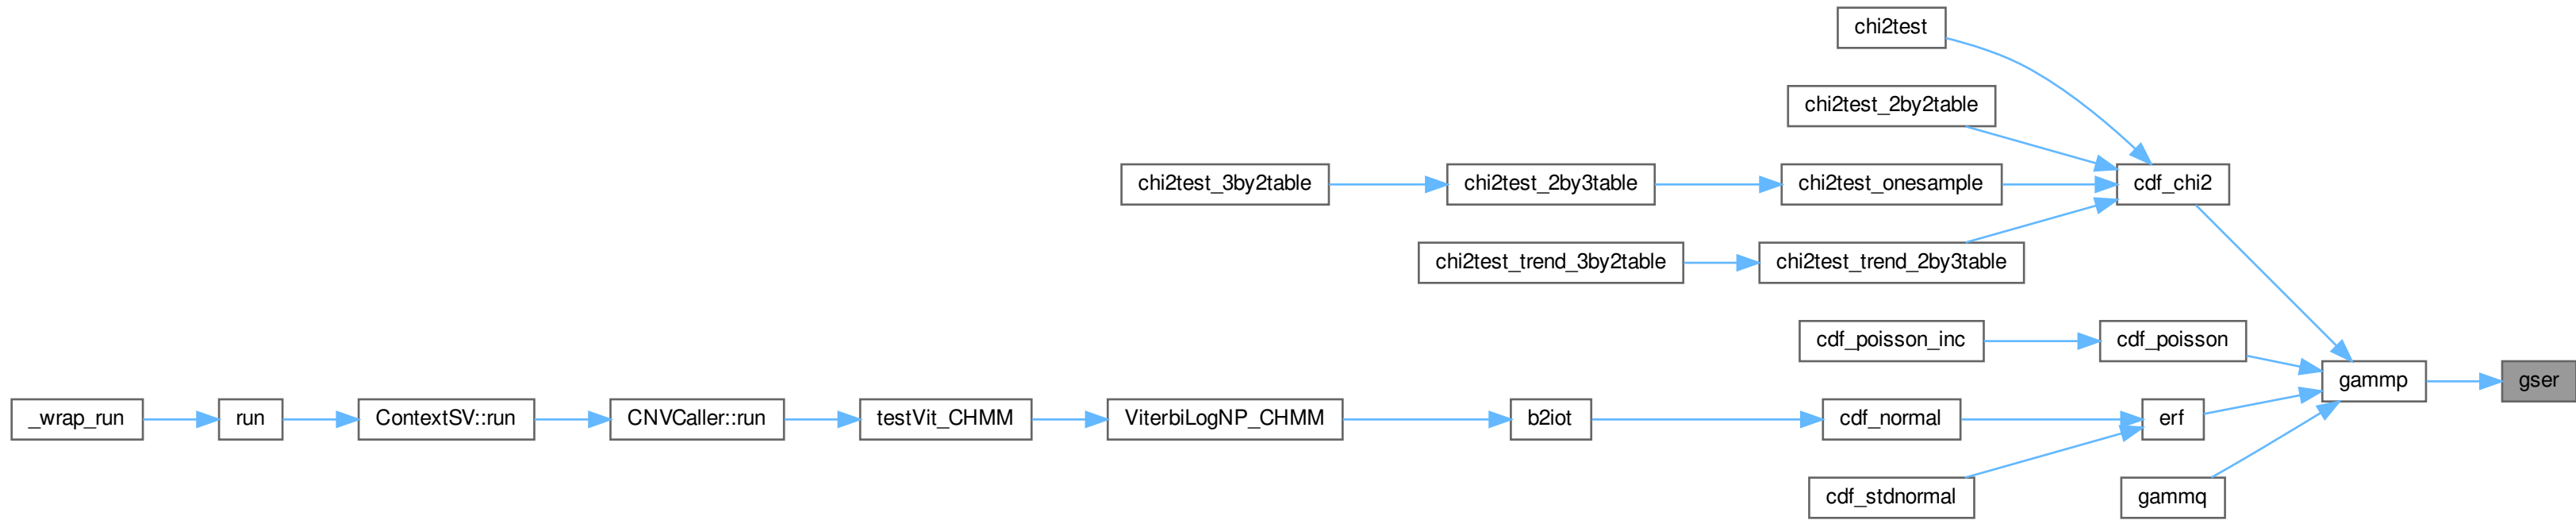 chi2test
chi2test_2by2table
chi2test_3by2table
chi2test_2by3table
chi2test_onesample
cdf_chi2
chi2test_trend_3by2table
chi2test_trend_2by3table
cdf_poisson_inc
cdf_poisson
gammp
gser
_wrap_run
run
ContextSV::run
CNVCaller::run
testVit_CHMM
ViterbiLogNP_CHMM
b2iot
cdf_normal
erf
cdf_stdnormal
gammq